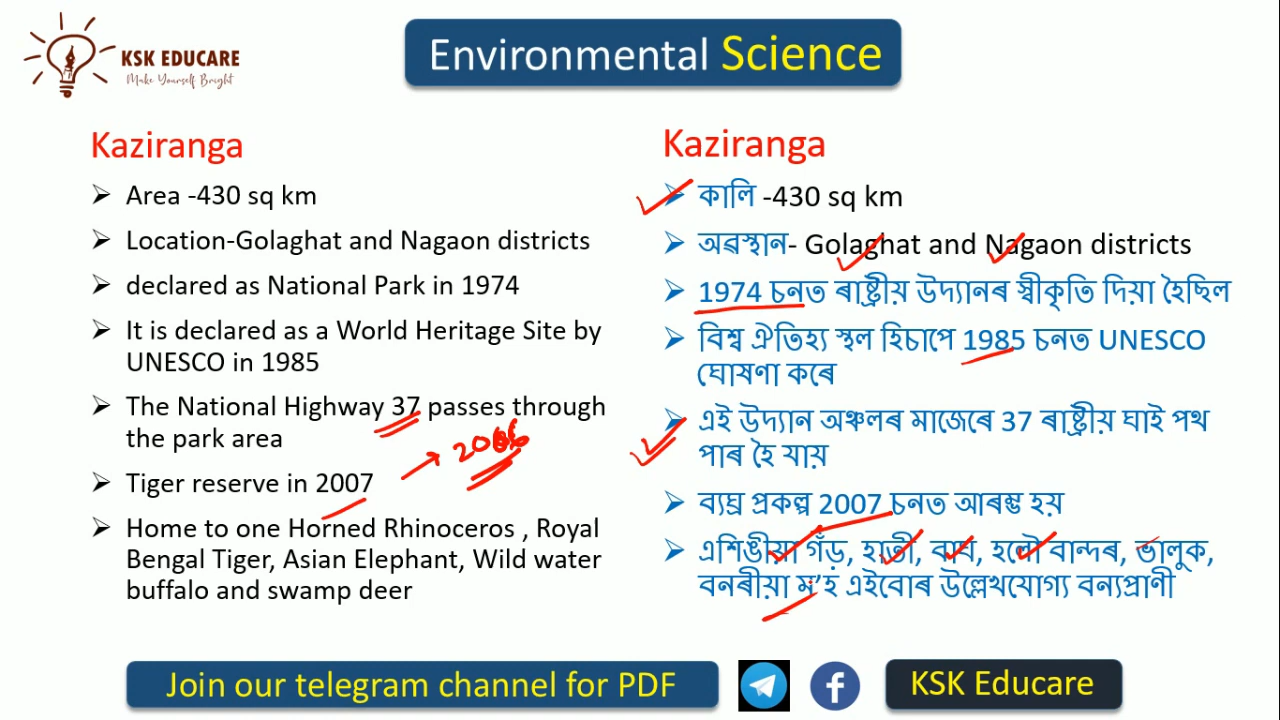 KSK EDUCARE
Make Yourself Bright
Environmental Science
Kaziranga
Area -430 sq km
Location-Golaghat and Nagaon districts
declared as National Park in 1974
It is declared as a World Heritage Site by
UNESCO in 1985
The National Highway 37 passes through
the park area
2006
Tiger reserve in 2007
Home to one Horned Rhinoceros , Royal
Bengal Tiger, Asian Elephant, Wild water
buffalo and swamp deer
Kaziranga
কালি -430 sq km
অৱস্থান- Golaghat and Nagaon districts
1974 চনত ৰাষ্ট্ৰীয় উদ্যানৰ স্বীকৃতি দিয়া হৈছিল
বিশ্ব ঐতিহ্য স্থল হিচাপে 1985 চনত UNESCO
ঘোষণা কৰে
এই উদ্যান অঞ্চলৰ মাজেৰে 37 ৰাষ্ট্ৰীয় ঘাই পথ
পাৰ হৈ যায়
ব্যঘ্ৰ প্ৰকল্প 2007 চনত আৰম্ভ হয়
এশিঙীয়া গঁড়, হাতী, বাঘ, হলৌ বান্দৰ, ভালুক,
বনৰীয়া ম'হ এইবোৰ উল্লেখযোগ্য বন্যপ্ৰাণী
Join our telegram channel for PDF
KSK Educare